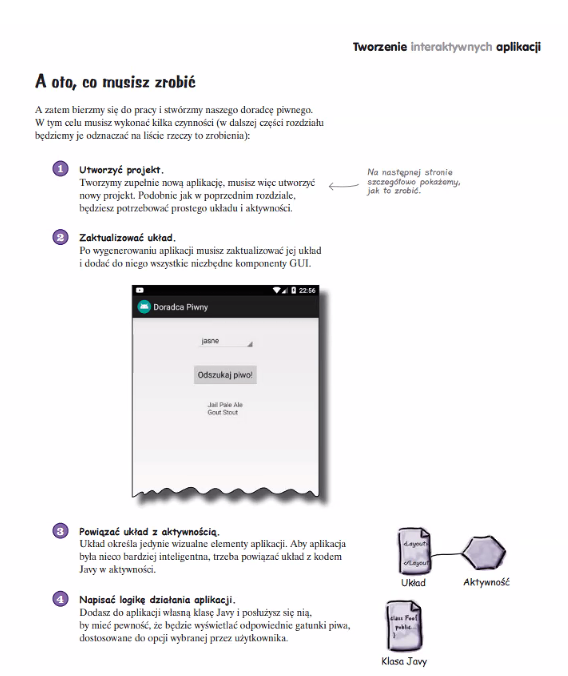 Tworzenie interaktywnych aplikacji
A oto, co musisz zrobić
A zatem bierzmy się do pracy i stwórzmy naszego doradcę piwnego.
W tym celu musisz wykonać kilka czynności (w dalszej części rozdziału
będziemy je odznaczać na liście rzeczy to zrobienia):
1 Utworzyć projekt.
Tworzymy zupełnie nową aplikację, musisz więc utworzyć
nowy projekt. Podobnie jak w poprzednim rozdziale,
będziesz potrzebować prostego układu i aktywności.
Na następnej stronie
szczegółowo pokażemy,
jak to zrobić.
2 Zaktualizować układ.
Po wygenerowaniu aplikacji musisz zaktualizować jej układ
i dodać do niego wszystkie niezbędne komponenty GUI.
22:56
Doradca Piwny
jasne
Odszukaj piwo!
Jail Pale Ale
Gout Stout
3 Powiązać układ z aktywnością.
Układ określa jedynie wizualne elementy aplikacji. Aby aplikacja
była nieco bardziej inteligentna, trzeba powiązać układ z kodem
Javy w aktywności.
<Layout
</Layout
Układ
Aktywność
4 Napisać logikę działania aplikacji.
Dodasz do aplikacji własną klasę Javy i posłużysz się nią,
by mieć pewność, że będzie wyświetlać odpowiednie gatunki piwa,
dostosowane do opcji wybranej przez użytkownika.
class Foo{
public
}
Klasa Javy